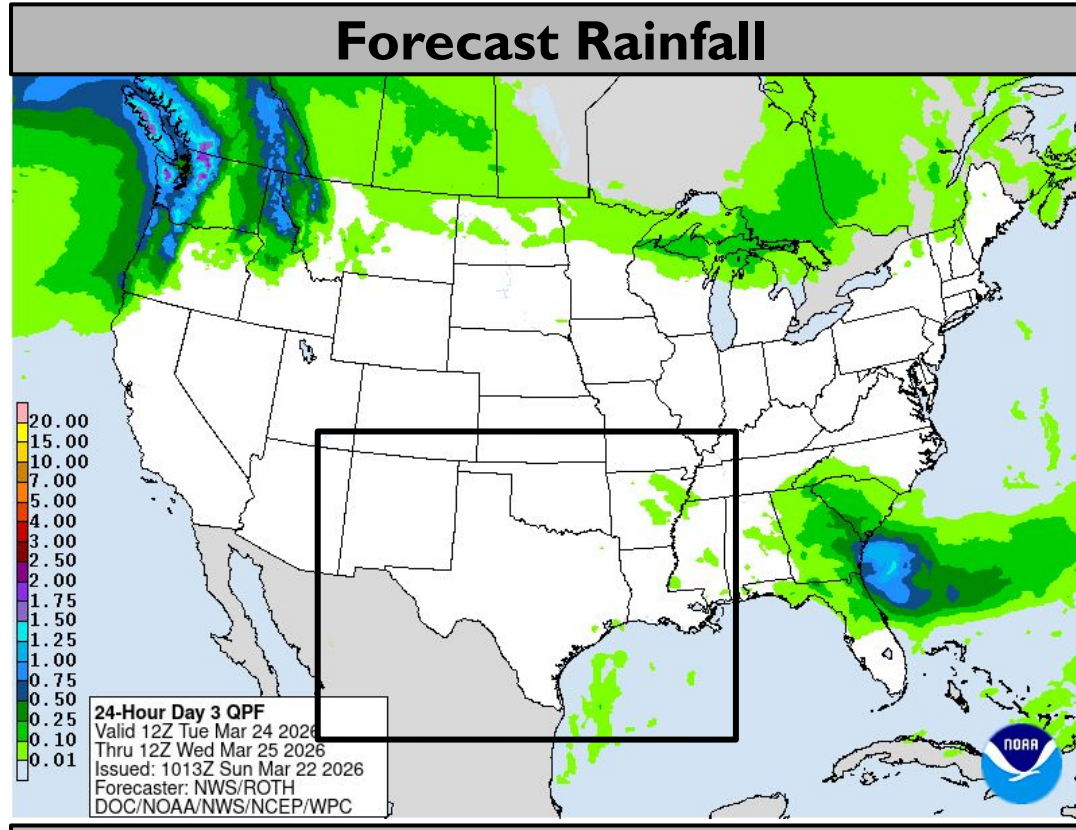 Forecast Rainfall
20.00
15.00
10.00
7.00
5.00
4.00
3.00
2.50
2.00
1.75
1.50
1.25
1.00
0.75
0.50
0.25
0.10
0.01
24-Hour Day 3 QPF
Valid 12Z Tue Mar 24 2026
Thru 12Z Wed Mar 25 2026
Issued: 1013Z Sun Mar 22 2026
Forecaster: NWS/ROTH
DOC/NOAA/NWS/NCEP/WPC
NOAA